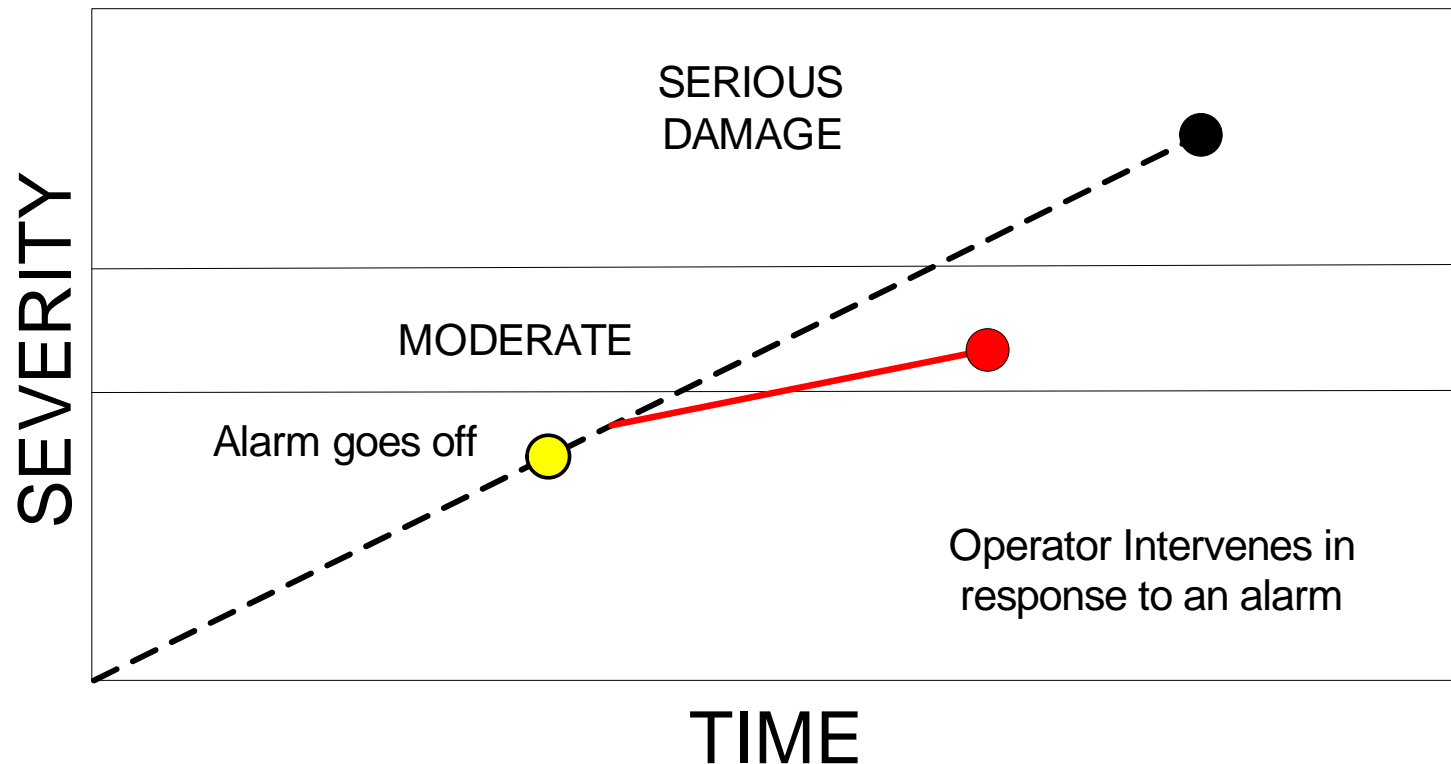 SERIOUS
DAMAGE
SEVERITY
MODERATE
Alarm goes off
Operator Intervenes in
response to an alarm
TIME